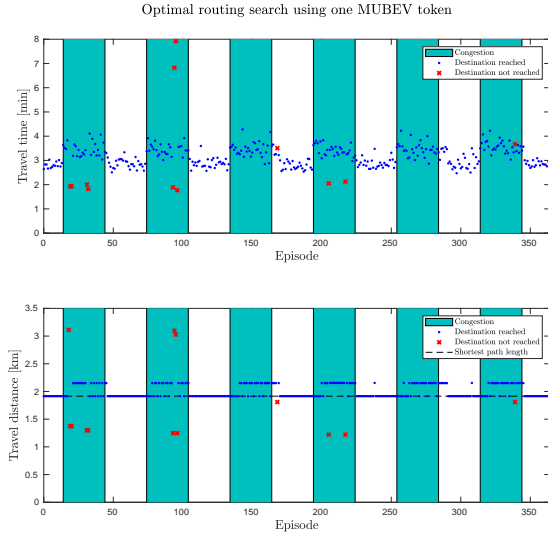 Optimal routing search using one MUBEV token
8
7
6
5
4
3
2
1
0
Travel time [min]
Congestion
Destination reached
Destination not reached
0 50 100 150 200 250 300 350
Episode
3.5
3
2.5
2
1.5
1
0.5
0
Travel distance [km]
Congestion
Destination reached
Destination not reached
Shortest path length
0 50 100 150 200 250 300 350
Episode